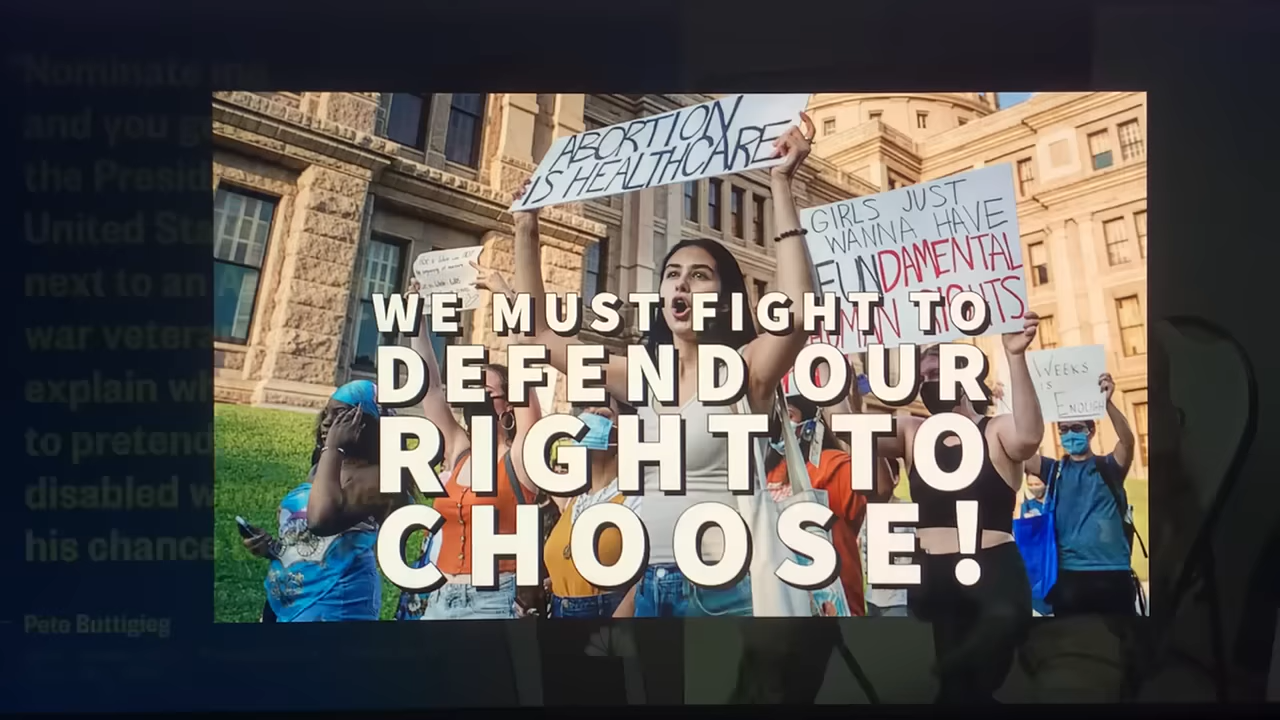 Nominate me
and you g
the Presid
United Sta
next to an A
war vetera
explain wh
to pretend
disabled w
his chance
Pete Buttigieg
ABORTION
IS HEALTHCARE
GIRLS JUST
WANNA HAVE
FUNDAMENTAL
HUMAN RIGHTS
WEEKS
IS
ENOUGH
WE MUST FIGHT TO
DEFEND OUR
RIGHT TO
CHOOSE!